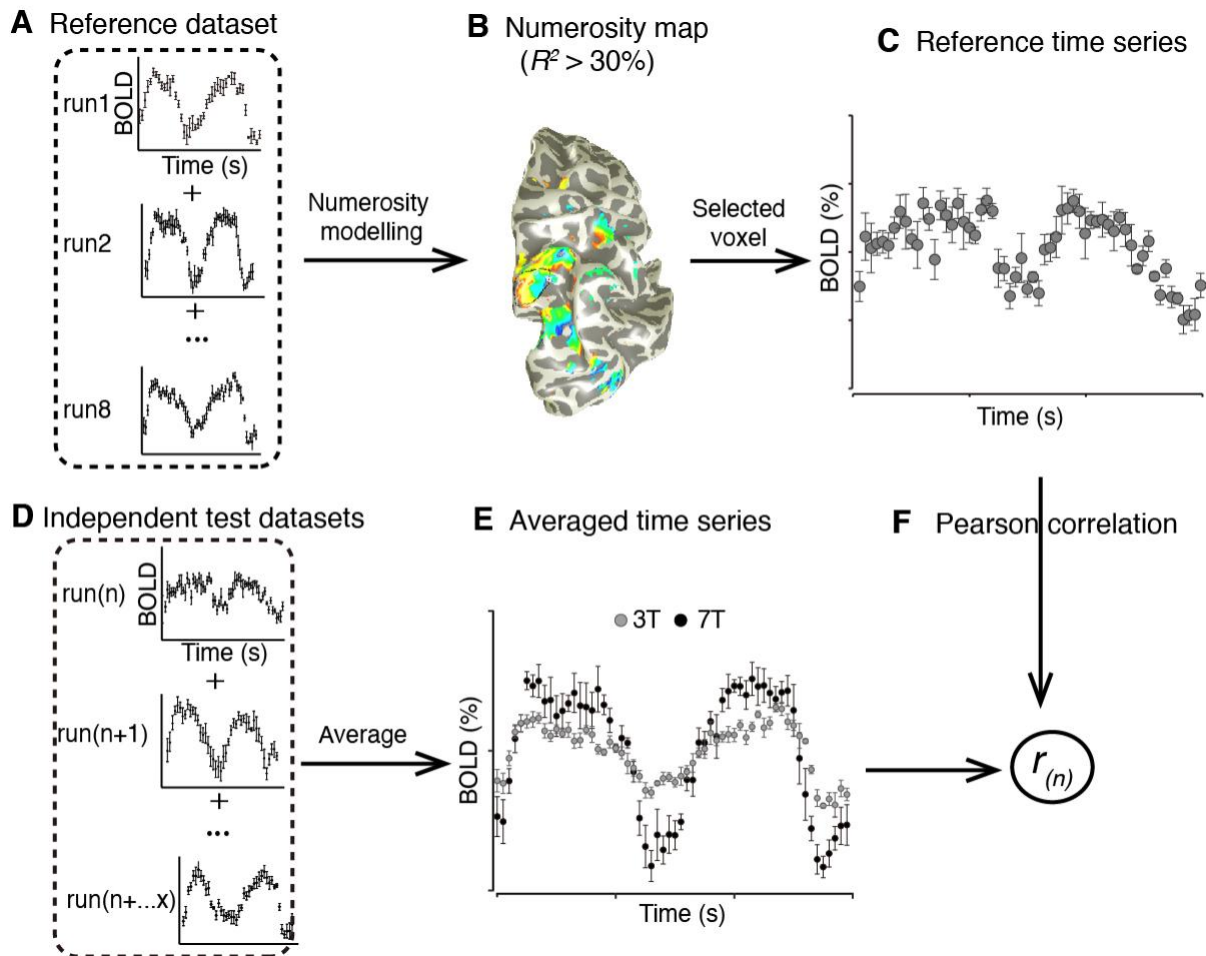 A Reference dataset
run1
BOLD
Time (s)
+
run2
+
...
run8
Numerosity
modelling
B Numerosity map
(R² > 30%)
Selected
voxel
C Reference time series
BOLD (%)
Time (s)
D Independent test datasets
run(n)
BOLD
Time (s)
+
run(n+1)
+
...
run(n+...x)
Average
E Averaged time series
3T 7T
BOLD (%)
Time (s)
F Pearson correlation
r(n)